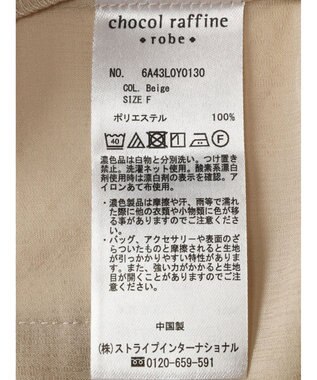 chocol raffine
• robe •
NO. 6A43L0Y0130
COL. Beige
SIZE F
ポリエステル 100%
40 F
濃色品は白物と分別洗い。つけ置き
禁止。洗濯ネット使用。酸素系漂白
剤使用時は漂白剤の表示を確認。ア
イロンあて布使用。
・濃色製品は摩擦や汗、雨等で濡れ
た際に他の衣類や小物類に色が移
る事がありますのでご注意くださ
い。
・バッグ、アクセサリーや表面のざ
らついたものと摩擦されると生地
が引っかかりやすい特性がありま
す。また、強い力がかかると生地
目が開きますのでご注意ください
。
中国製
(株)ストライプインターナショナル
0120-659-591